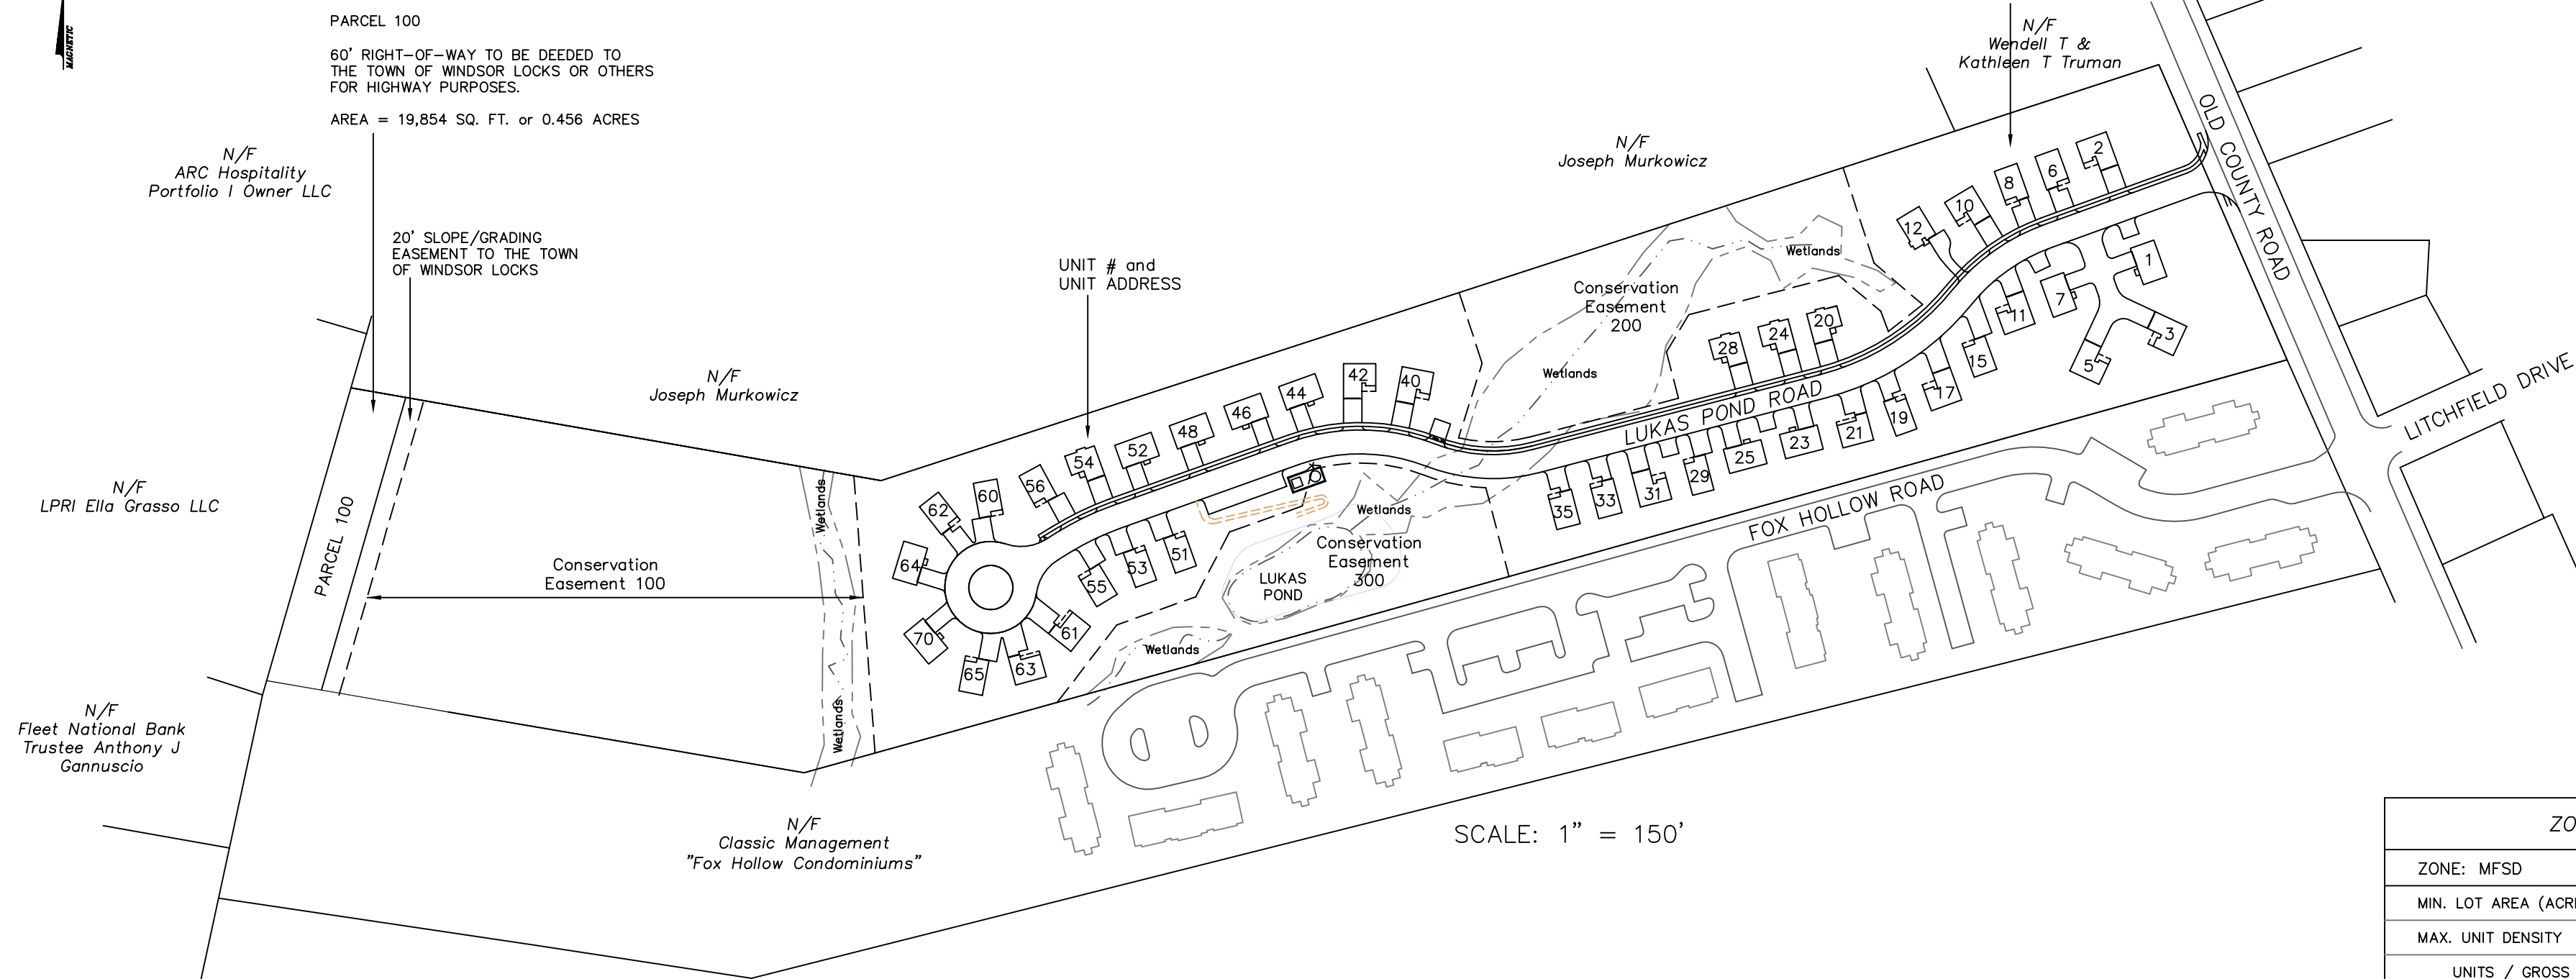 MAGNETIC
PARCEL 100
60' RIGHT-OF-WAY TO BE DEEDED TO
THE TOWN OF WINDSOR LOCKS OR OTHERS
FOR HIGHWAY PURPOSES.
AREA = 19,854 SQ. FT. or 0.456 ACRES
N/F
ARC Hospitality
Portfolio I Owner LLC
20' SLOPE/GRADING
EASEMENT TO THE TOWN
OF WINDSOR LOCKS
UNIT # and
UNIT ADDRESS
N/F
Joseph Murkowicz
N/F
Wendell T &
Kathleen T Truman
OLD COUNTY ROAD
LITCHFIELD DRIVE
N/F
Joseph Murkowicz
N/F
LPRI Ella Grasso LLC
PARCEL 100
Conservation
Easement 100
Wetlands
Wetlands
N/F
Fleet National Bank
Trustee Anthony J
Gannuscio
Conservation
Easement
200
Wetlands
Wetlands
2
6
8
10
12
20
24
28
40
42
44
46
48
52
54
56
60
62
64
70
65
63
61
55
53
51
35
33
31
29
25
23
21
19
17
15
11
7
5
3
1
LUKAS POND ROAD
FOX HOLLOW ROAD
Wetlands
Conservation
Easement
300
LUKAS
POND
Wetlands
N/F
Classic Management
"Fox Hollow Condominiums"
SCALE: 1" = 150'
ZO
ZONE: MFSD
MIN. LOT AREA (ACR
MAX. UNIT DENSITY
UNITS / GROSS